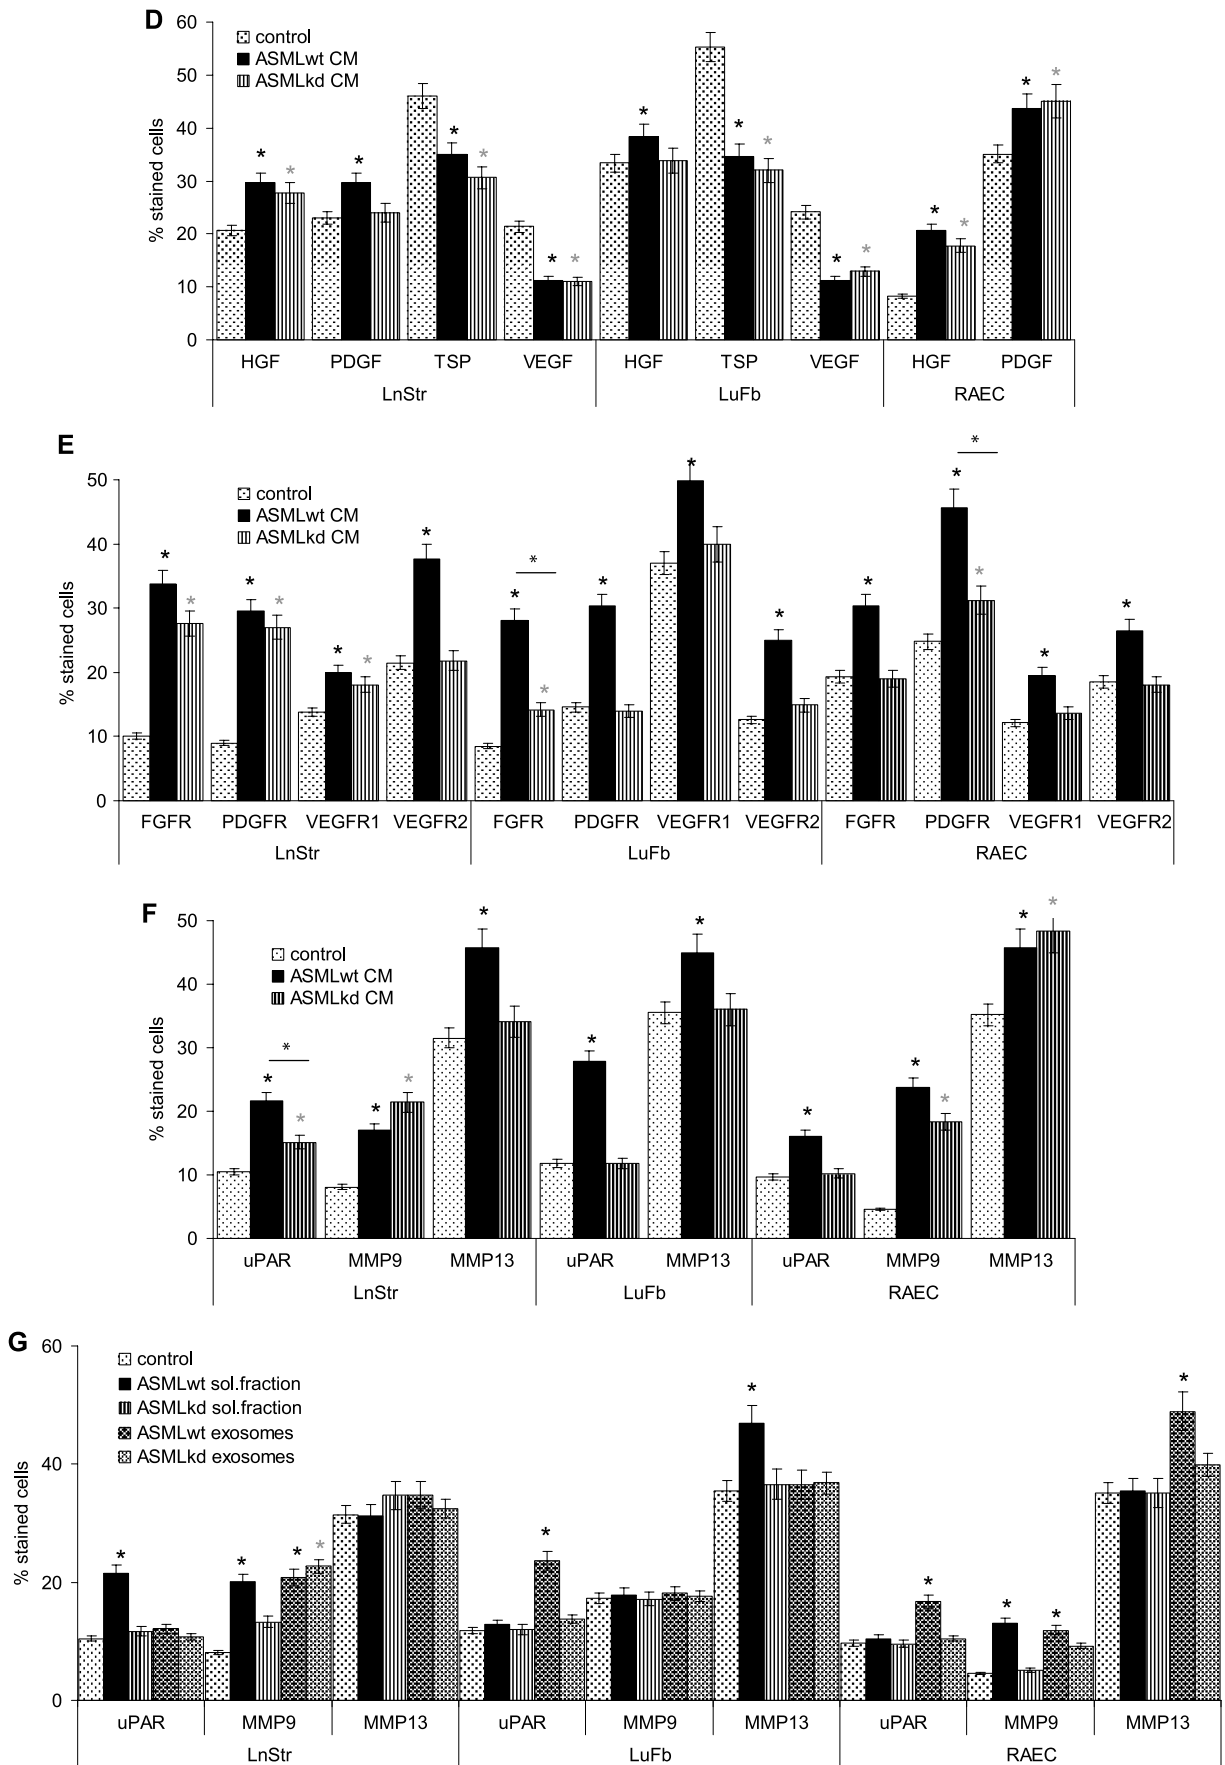 D
60
50
40
30
20
10
0
% stained cells
control
ASMLwt CM
ASMLkd CM
* * * * * * * * * * * * * * *
HGF PDGF TSP VEGF HGF TSP VEGF HGF PDGF
LnStr LuFb RAEC
E
50
40
30
20
10
0
% stained cells
control
ASMLwt CM
ASMLkd CM
* * * * * * * * * * * * * * * * * * *
FGFR PDGFR VEGFR1 VEGFR2 FGFR PDGFR VEGFR1 VEGFR2 FGFR PDGFR VEGFR1 VEGFR2
LnStr LuFb RAEC
F
50
40
30
20
10
0
% stained cells
control
ASMLwt CM
ASMLkd CM
* * * * * * * * * * * * *
uPAR MMP9 MMP13 uPAR MMP13 uPAR MMP9 MMP13
LnStr LuFb RAEC
G
60
40
20
0
% stained cells
control
ASMLwt sol.fraction
ASMLkd sol.fraction
ASMLwt exosomes
ASMLkd exosomes
* * * * * * * * * *
uPAR MMP9 MMP13 uPAR MMP9 MMP13 uPAR MMP9 MMP13
LnStr LuFb RAEC